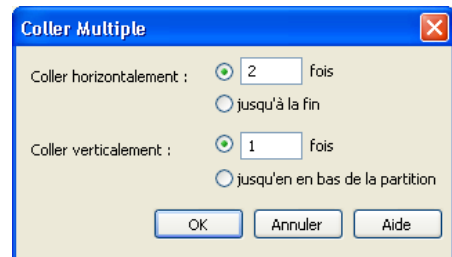 Coller Multiple
Coller horizontalement : 2 fois
jusqu'à la fin
Coller verticalement : 1 fois
jusqu'en en bas de la partition
OK Annuler Aide